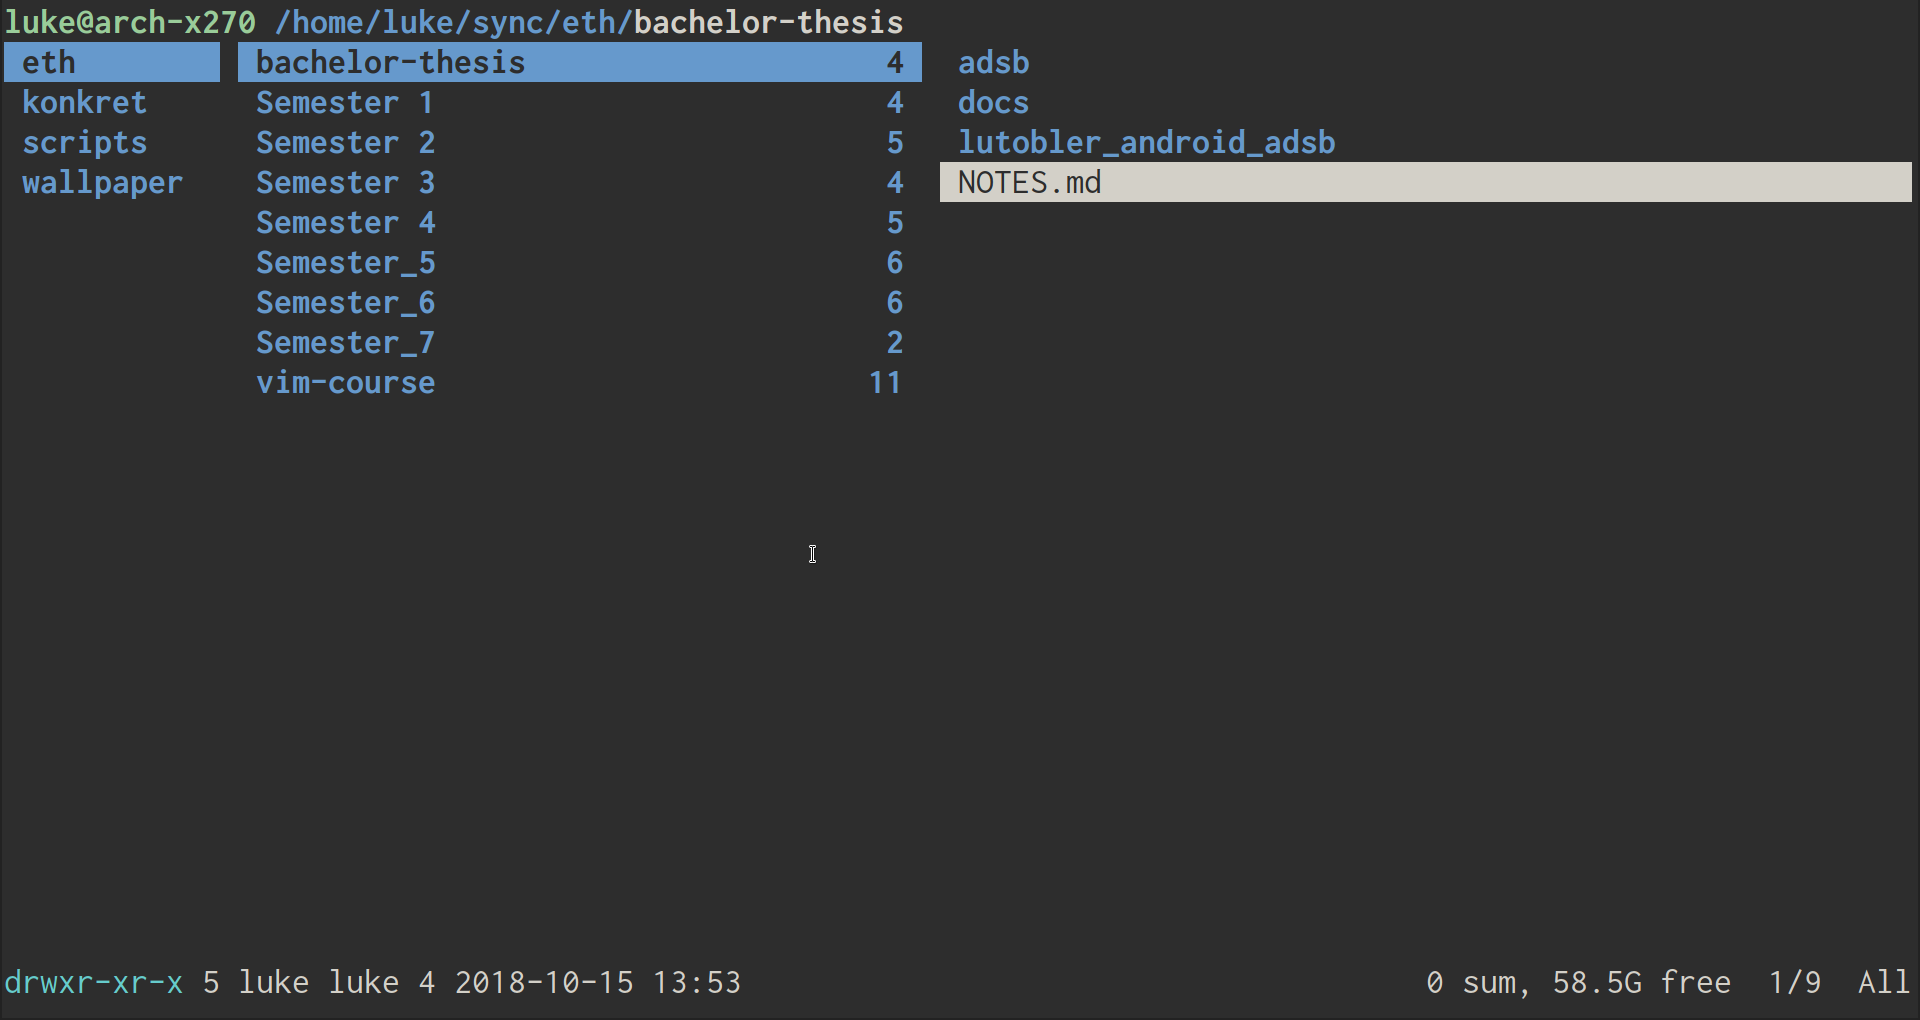 luke@arch-x270 /home/luke/sync/eth/bachelor-thesis
eth bachelor-thesis 4 adsb
konkret Semester 1 4 docs
scripts Semester 2 5 lutobler_android_adsb
wallpaper Semester 3 4 NOTES.md
Semester 4 5
Semester_5 6
Semester_6 6
Semester_7 2
vim-course 11
drwxr-xr-x 5 luke luke 4 2018-10-15 13:53 0 sum, 58.5G free 1/9 All